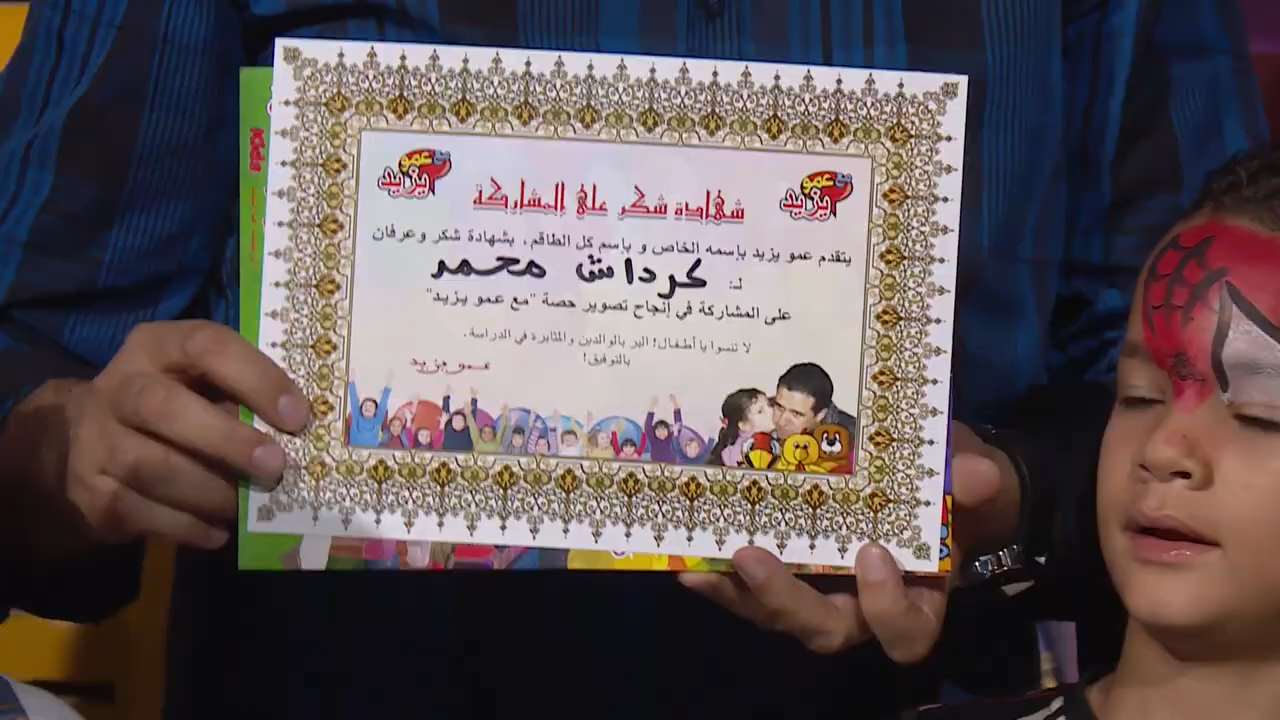 مع عمو يزيد
مع عمو يزيد
شهادة شكر على المشاركة
يتقدم عمو يزيد بإسمه الخاص و بإسم كل الطاقم، بشهادة شكر وعرفان
لـ: كرداش محمد
على المشاركة في إنجاح تصوير حصة "مع عمو يزيد"
لا تنسوا يا أطفال! البر بالوالدين والمثابرة في الدراسة.
بالتوفيق!
عمو يزيد